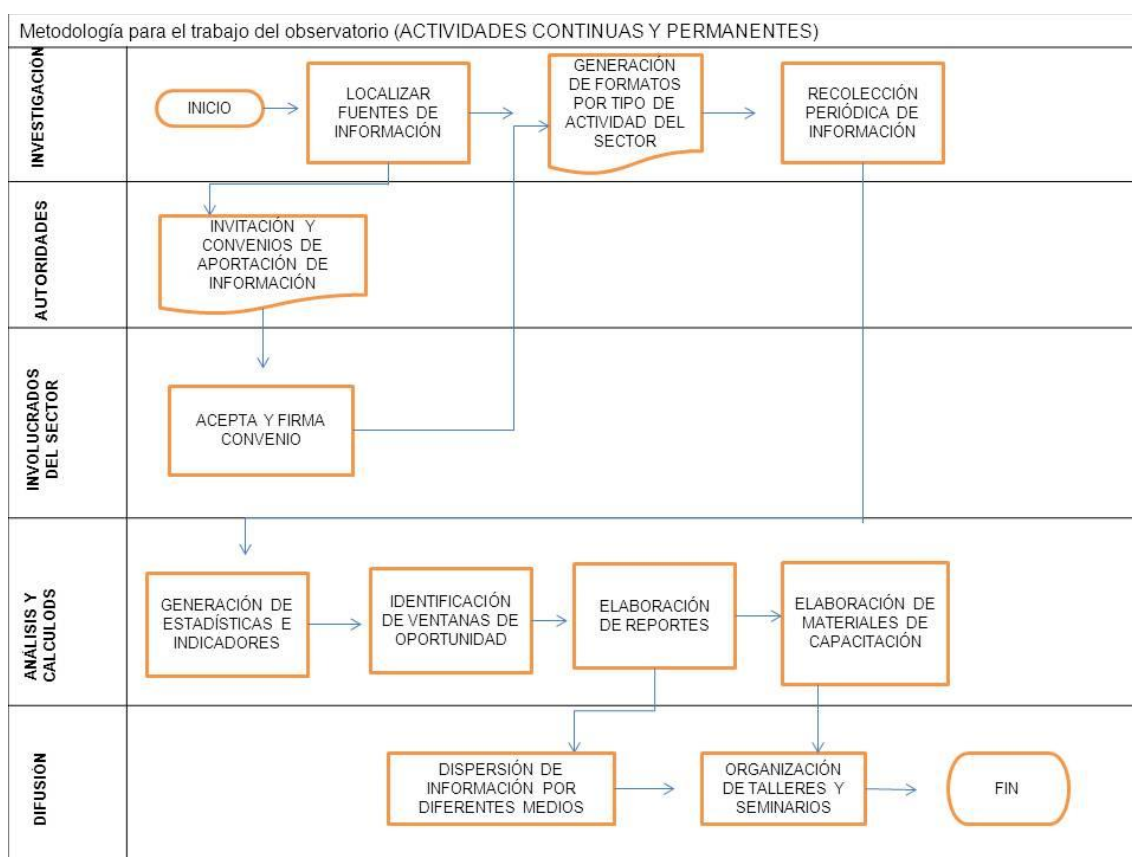 Metodología para el trabajo del observatorio (ACTIVIDADES CONTINUAS Y PERMANENTES)
INVESTIGACIÓN
INICIO
LOCALIZAR
FUENTES DE
INFORMACIÓN
GENERACIÓN
DE FORMATOS
POR TIPO DE
ACTIVIDAD DEL
SECTOR
RECOLECCIÓN
PERIÓDICA DE
INFORMACIÓN
AUTORIDADES
INVITACIÓN Y
CONVENIOS DE
APORTACIÓN DE
INFORMACIÓN
INVOLUCRADOS
DEL SECTOR
ACEPTA Y FIRMA
CONVENIO
ANÁLISIS Y
CALCULODS
GENERACIÓN DE
ESTADÍSTICAS E
INDICADORES
IDENTIFICACIÓN
DE VENTANAS DE
OPORTUNIDAD
ELABORACIÓN
DE REPORTES
ELABORACIÓN DE
MATERIALES DE
CAPACITACIÓN
DIFUSIÓN
DISPERSIÓN DE
INFORMACIÓN POR
DIFERENTES MEDIOS
ORGANIZACIÓN
DE TALLERES Y
SEMINARIOS
FIN